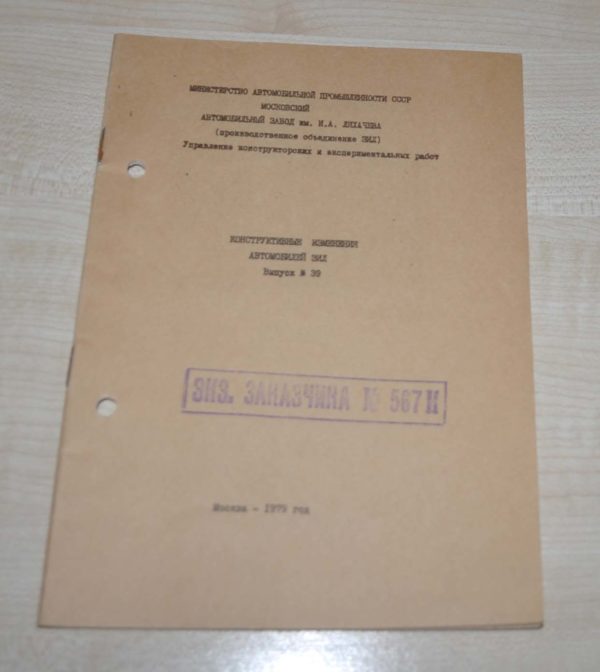 МИНИСТЕРСТВО АВТОМОБИЛЬНОЙ ПРОМЫШЛЕННОСТИ СССР
МОСКОВСКИЙ
АВТОМОБИЛЬНЫЙ ЗАВОД им. И.А. ЛИХАЧЕВА
(производственное объединение ЗИЛ)
Управление конструкторских и экспериментальных работ
КОНСТРУКТИВНЫЕ ИЗМЕНЕНИЯ
АВТОМОБИЛЕЙ ЗИЛ
Выпуск № 39
ЭКЗ. ЗАКАЗЧИКА № 567 И
Москва - 1979 год